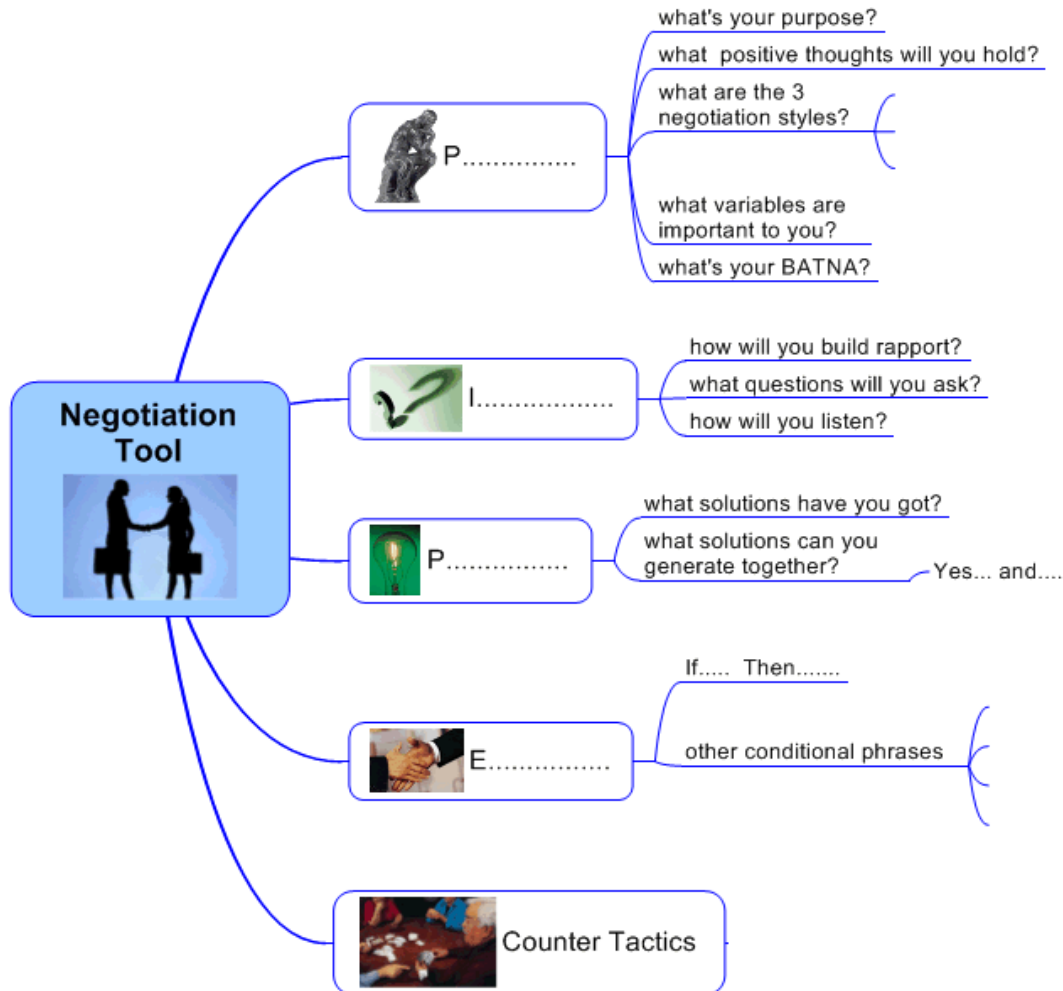 what's your purpose?
what positive thoughts will you hold?
what are the 3
negotiation styles?
P...............
what variables are
important to you?
what's your BATNA?
how will you build rapport?
I..................
what questions will you ask?
how will you listen?
Negotiation
Tool
what solutions have you got?
P................
what solutions can you
generate together?
Yes... and....
If..... Then.......
E................
other conditional phrases
Counter Tactics